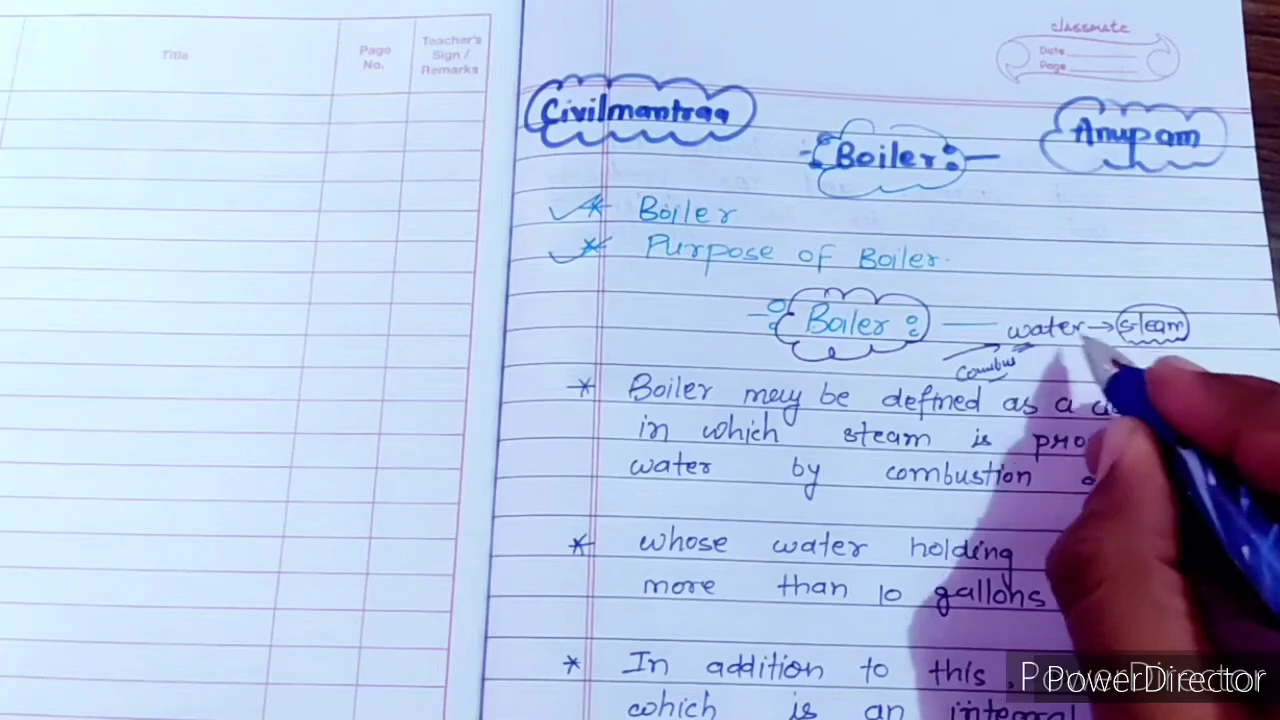 Title
Page No.
Teacher's Sign / Remarks
classmate
Date
Page
Civilmantraa
Boiler
Anupam
Boiler
Purpose of Boiler.
Boiler water → steam
Combus
Boiler may be defined as a
in which steam is
water by combustion
whose water holding
more than 10 gallons
In addition to this
which is an
PowerDirector